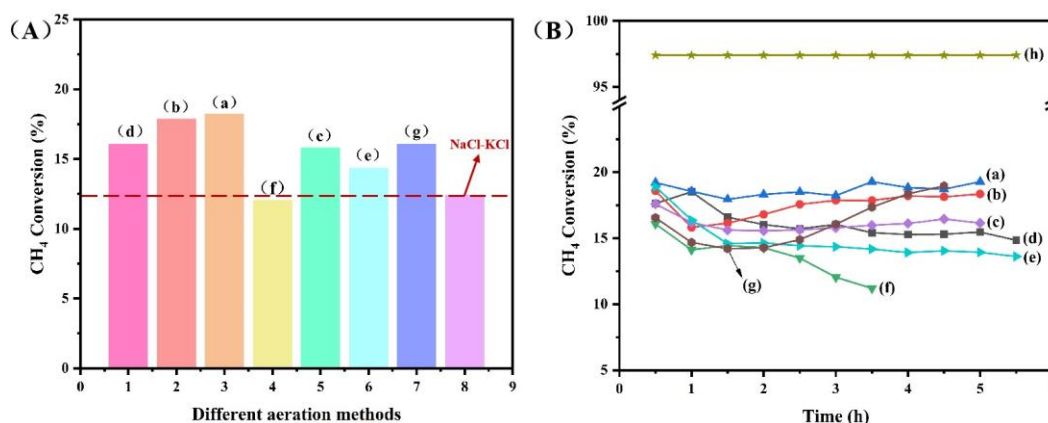 (A)
CH4 Conversion (%)
25
20
15
10
5
0
(d)
(b)
(a)
(f)
(c)
(e)
(g)
NaCl-KCl
0 1 2 3 4 5 6 7 8 9
Different aeration methods
(B)
CH4 Conversion (%)
100
95
20
15
10
5
(h)
(a)
(b)
(c)
(d)
(e)
(f)
(g)
0 1 2 3 4 5
Time (h)